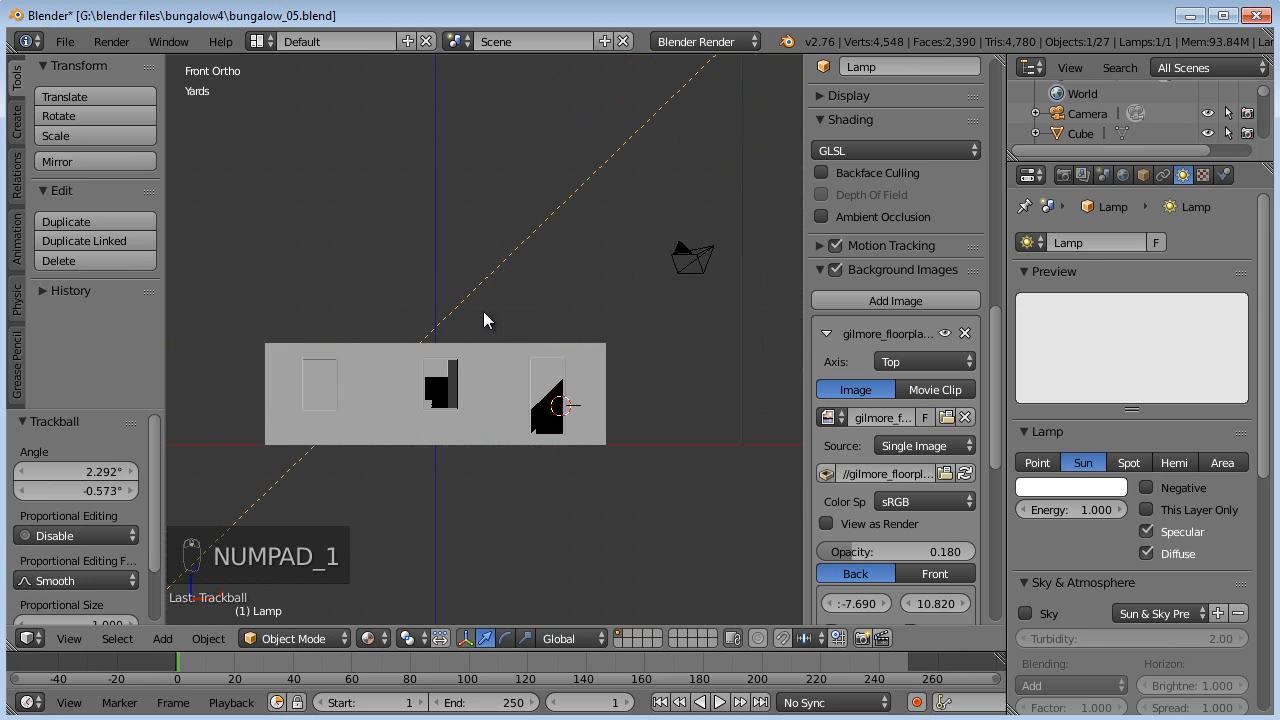 Blender* [G:\blender files\bungalow4\bungalow_05.blend]
File Render Window Help Default Scene Blender Render v2.76 | Verts:4,548 | Faces:2,390 | Tris:4,780 | Objects:1/27 | Lamps:1/1 | Mem:93.84M | La
Tools
Create
Relations
Animation
Physic
Grease Pencil
Transform
Translate
Rotate
Scale
Mirror
Edit
Duplicate
Duplicate Linked
Delete
History
Trackball
Angle:
2.292°
-0.573°
Proportional Editing
Disable
Proportional Editing F...
Smooth
Proportional Size
1.000
Front Ortho
Yards
NUMPAD_1
Last: Trackball
(1) Lamp
Lamp
Display
Shading
GLSL
Backface Culling
Depth Of Field
Ambient Occlusion
Motion Tracking
Background Images
Add Image
gilmore_floorpla...
Axis: Top
Image Movie Clip
gilmore_f... F
Source: Single Image
//gilmore_floorpl...
Color Sp sRGB
View as Render
Opacity: 0.180
Back Front
:-7.690 10.820
View Search All Scenes
World
Camera
Cube
Lamp Lamp
Lamp F
Preview
Lamp
Point Sun Spot Hemi Area
Negative
Energy: 1.000 This Layer Only
Specular
Diffuse
Sky & Atmosphere
Sky Sun & Sky Pre
Turbidity: 2.00
Blending: Horizon:
Add Brightne: 1.00
Factor: 1.000 Spread: 1.000
View Select Add Object Object Mode Global
-40 -20 0 20 40 60 80 100 120 140 160 180 200 220 240 260
View Marker Frame Playback Start: 1 End: 250 1 No Sync